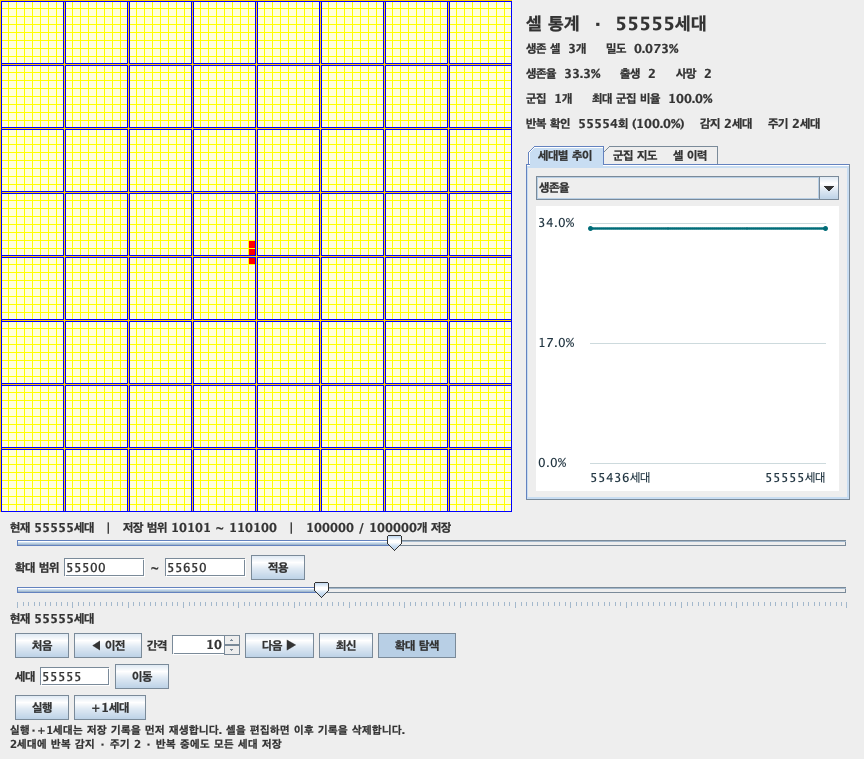 셀 통계 · 55555세대
생존 셀 3개 밀도 0.073%
생존율 33.3% 출생 2 사망 2
군집 1개 최대 군집 비율 100.0%
반복 확인 55554회 (100.0%) 감지 2세대 주기 2세대
세대별 추이 군집 지도 셀 이력
생존율
34.0%
17.0%
0.0%
55436세대 55555세대
현재 55555세대 | 저장 범위 10101 ~ 110100 | 100000 / 100000개 저장
확대 범위 55500 ~ 55650 적용
현재 55555세대
처음 ◀ 이전 간격 10 다음 ▶ 최신 확대 탐색
세대 55555 이동
실행 +1세대
실행·+1세대는 저장 기록을 먼저 재생합니다. 셀을 편집하면 이후 기록을 삭제합니다.
2세대에 반복 감지 · 주기 2 · 반복 중에도 모든 세대 저장